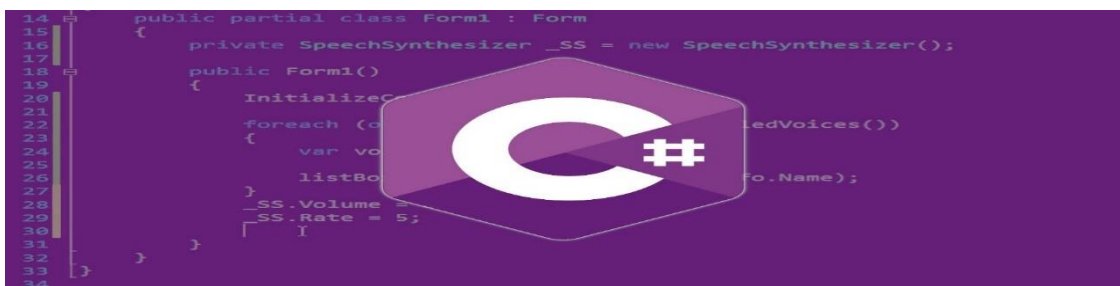 14 public partial class Form1 : Form
15 {
16 private SpeechSynthesizer _SS = new SpeechSynthesizer();
17
18 public Form1()
19 {
20 InitializeC
21
22 foreach (o ledVoices())
23 {
24 var vo
25
26 listBo fo.Name);
27 }
28 _SS.Volume =
29 _SS.Rate = 5;
30
31 }
32 }
33 }
34
C#